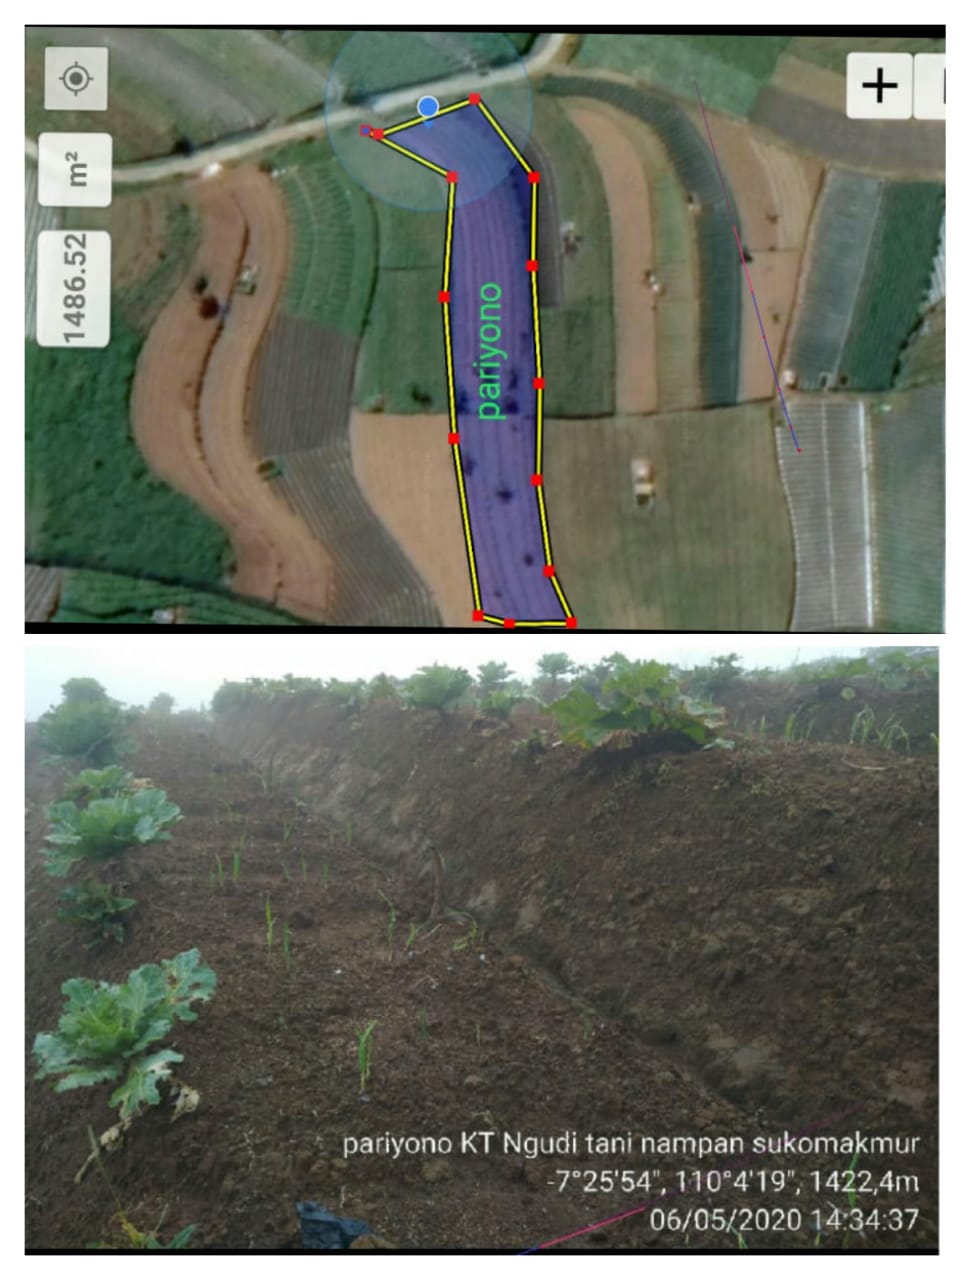 +
m²
1486.52
pariyono
pariyono KT Ngudi tani nampan sukomakmur
-7°25'54", 110°4'19", 1422,4m
06/05/2020 14:34:37